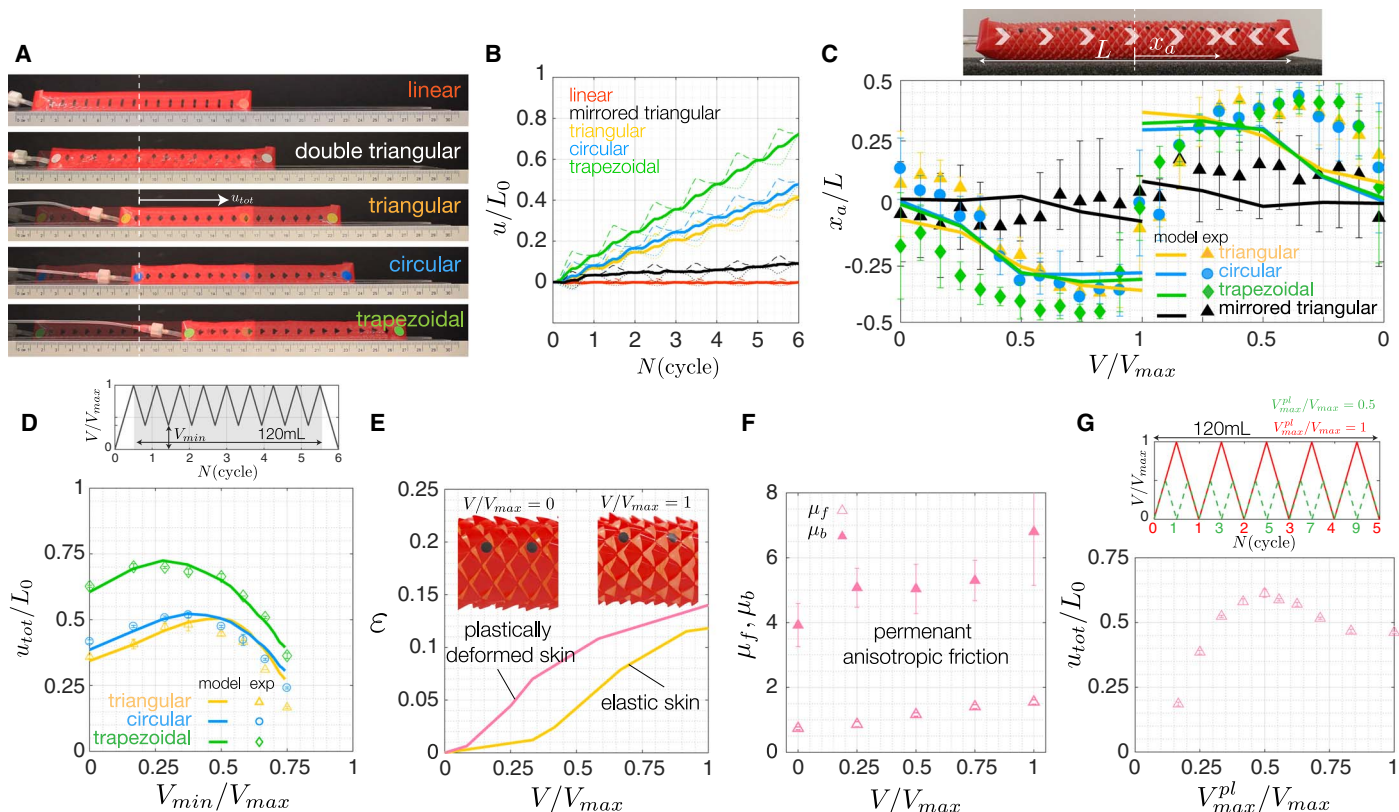 A
linear
double triangular
u_tot
triangular
circular
trapezoidal
B
linear
mirrored triangular
triangular
circular
trapezoidal
u/L_0
1
0.8
0.6
0.4
0.2
0
0 1 2 3 4 5 6
N(cycle)
C
L
x_a
x_a/L
0.5
0.25
0
-0.25
-0.5
model exp
triangular
circular
trapezoidal
mirrored triangular
0 0.5 1 0.5 0
V/V_max
D
V/V_max
1
0
V_min
120mL
0 1 2 3 4 5 6
N(cycle)
u_tot/L_0
1
0.75
0.5
0.25
0
model exp
triangular
circular
trapezoidal
0 0.25 0.5 0.75 1
V_min/V_max
E
ε
0.25
0.2
0.15
0.1
0.05
0
V/V_max = 0
V/V_max = 1
plastically
deformed skin
elastic skin
0 0.25 0.5 0.75 1
V/V_max
F
μ_f, μ_b
8
6
4
2
0
μ_f
μ_b
permenant
anisotropic friction
0 0.25 0.5 0.75 1
V/V_max
G
V^pl_max/V_max = 0.5
V^pl_max/V_max = 1
120mL
V/V_max
1
0
0 1 1 3 2 5 3 7 4 9 5
N(cycle)
u_tot/L_0
0.75
0.5
0.25
0
0 0.25 0.5 0.75 1
V^pl_max/V_max